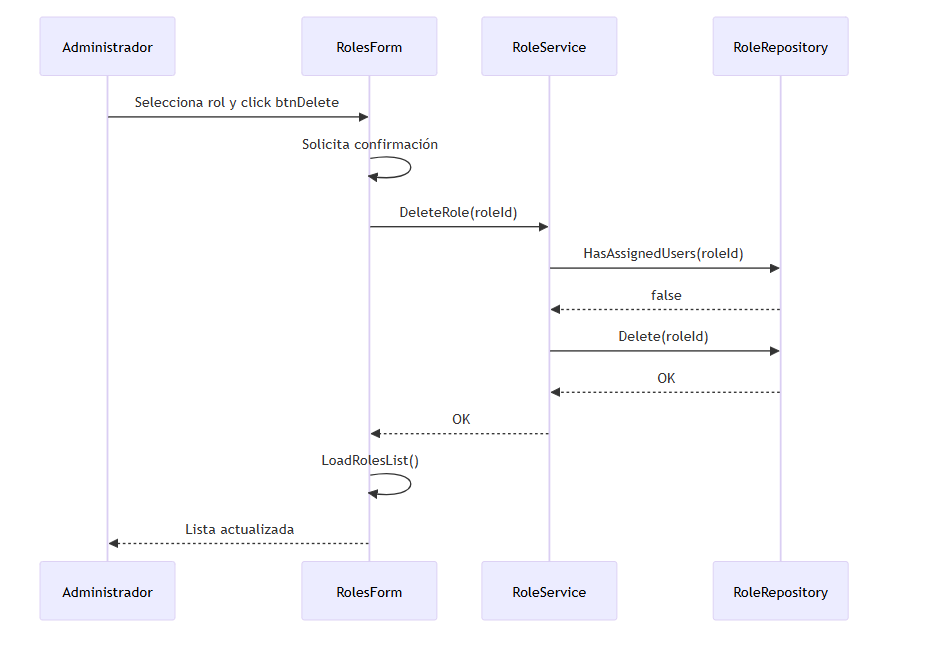 Administrador
RolesForm
RoleService
RoleRepository
Selecciona rol y click btnDelete
Solicita confirmación
DeleteRole(roleId)
HasAssignedUsers(roleId)
false
Delete(roleId)
OK
OK
LoadRolesList()
Lista actualizada
Administrador
RolesForm
RoleService
RoleRepository